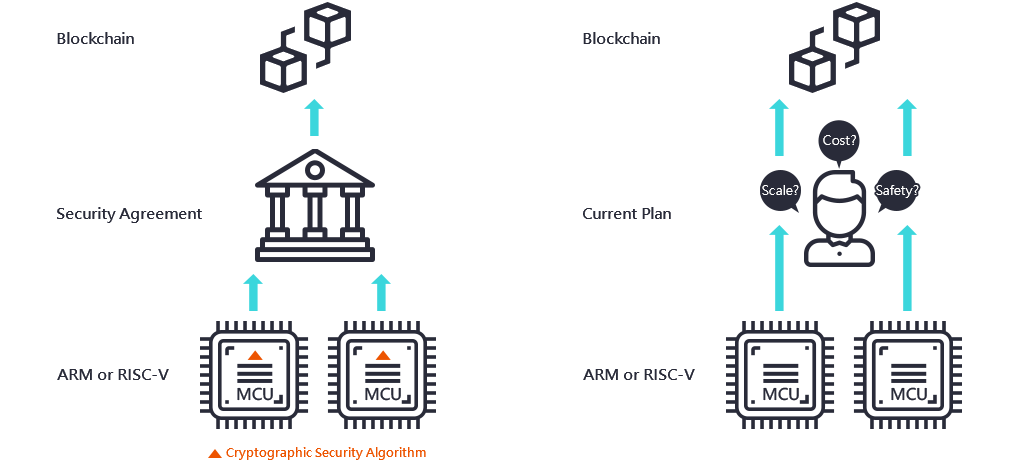 Blockchain
Security Agreement
ARM or RISC-V
MCU
MCU
Cryptographic Security Algorithm
Blockchain
Cost?
Scale?
Safety?
Current Plan
ARM or RISC-V
MCU
MCU